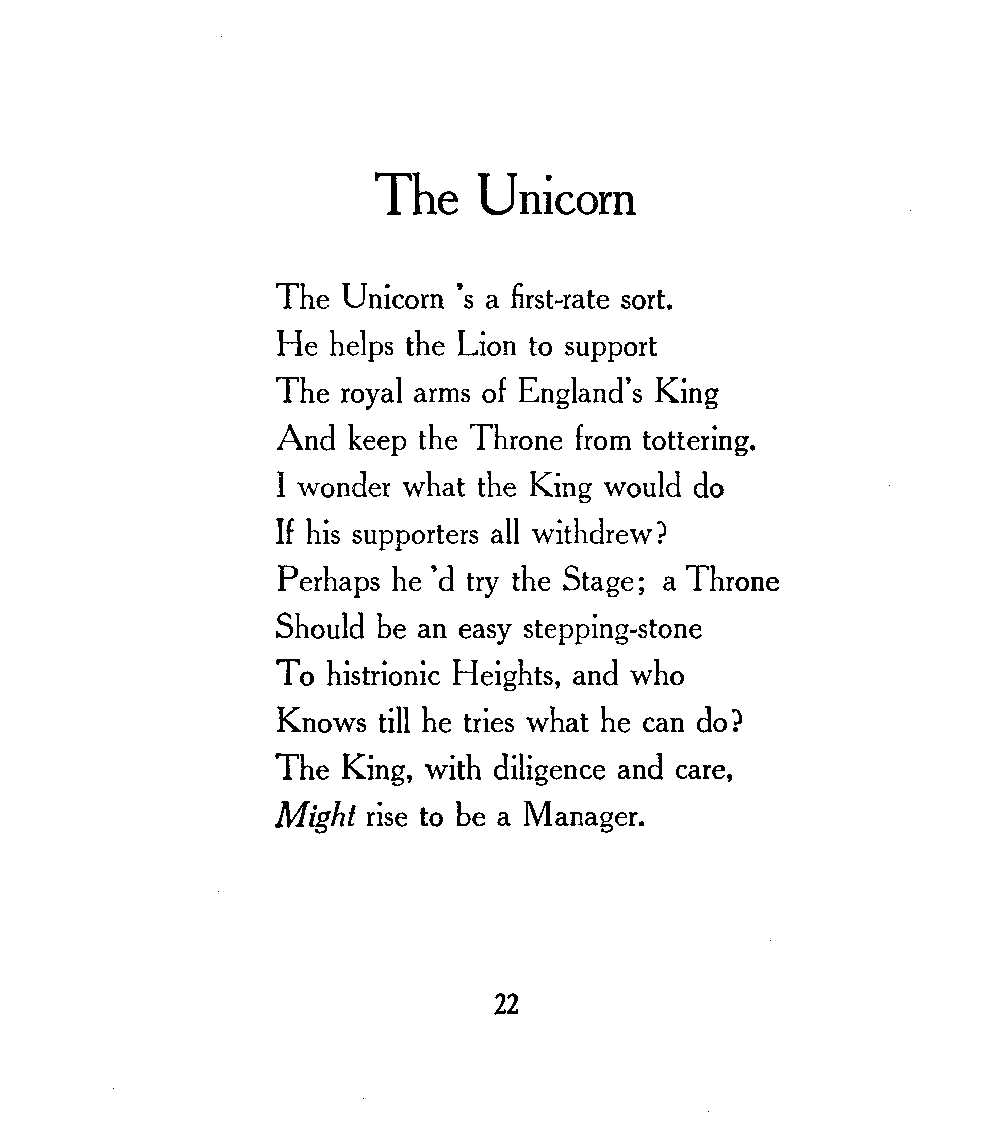 The Unicorn
The Unicorn 's a first-rate sort.
He helps the Lion to support
The royal arms of England's King
And keep the Throne from tottering.
I wonder what the King would do
If his supporters all withdrew?
Perhaps he 'd try the Stage; a Throne
Should be an easy stepping-stone
To histrionic Heights, and who
Knows till he tries what he can do?
The King, with diligence and care,
Might rise to be a Manager.
22